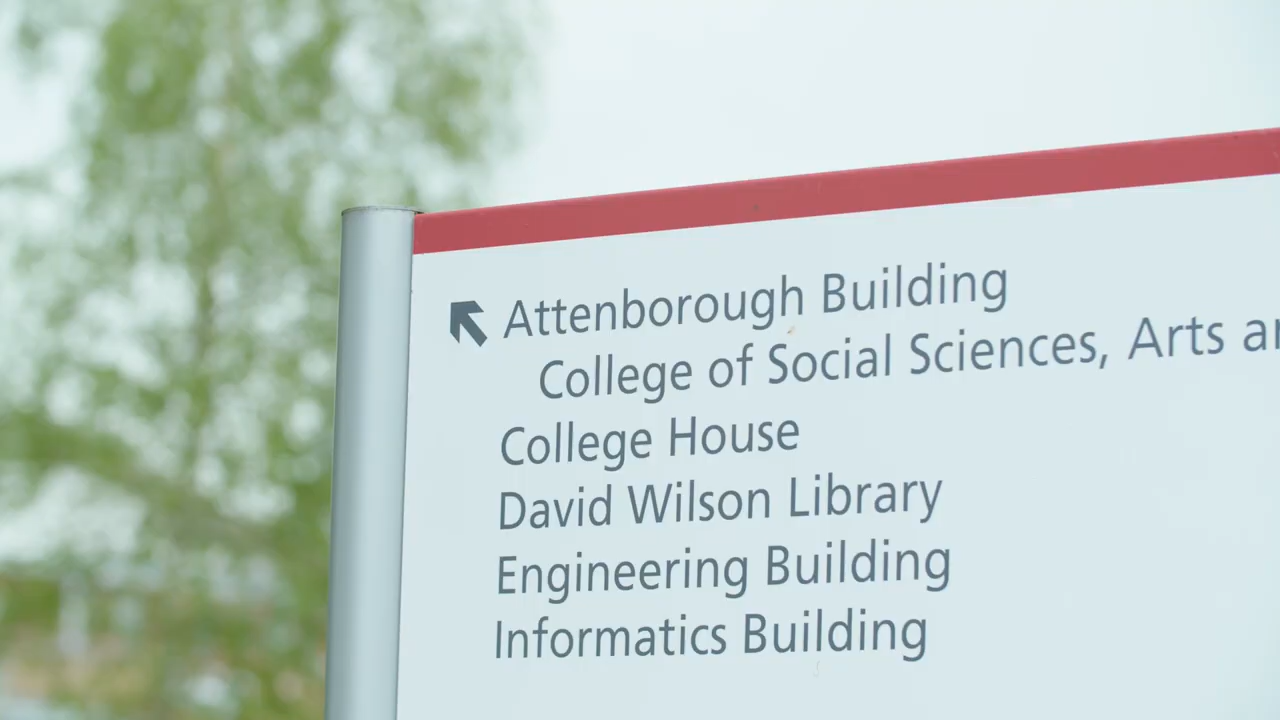 Attenborough Building
College of Social Sciences, Arts
College House
David Wilson Library
Engineering Building
Informatics Building